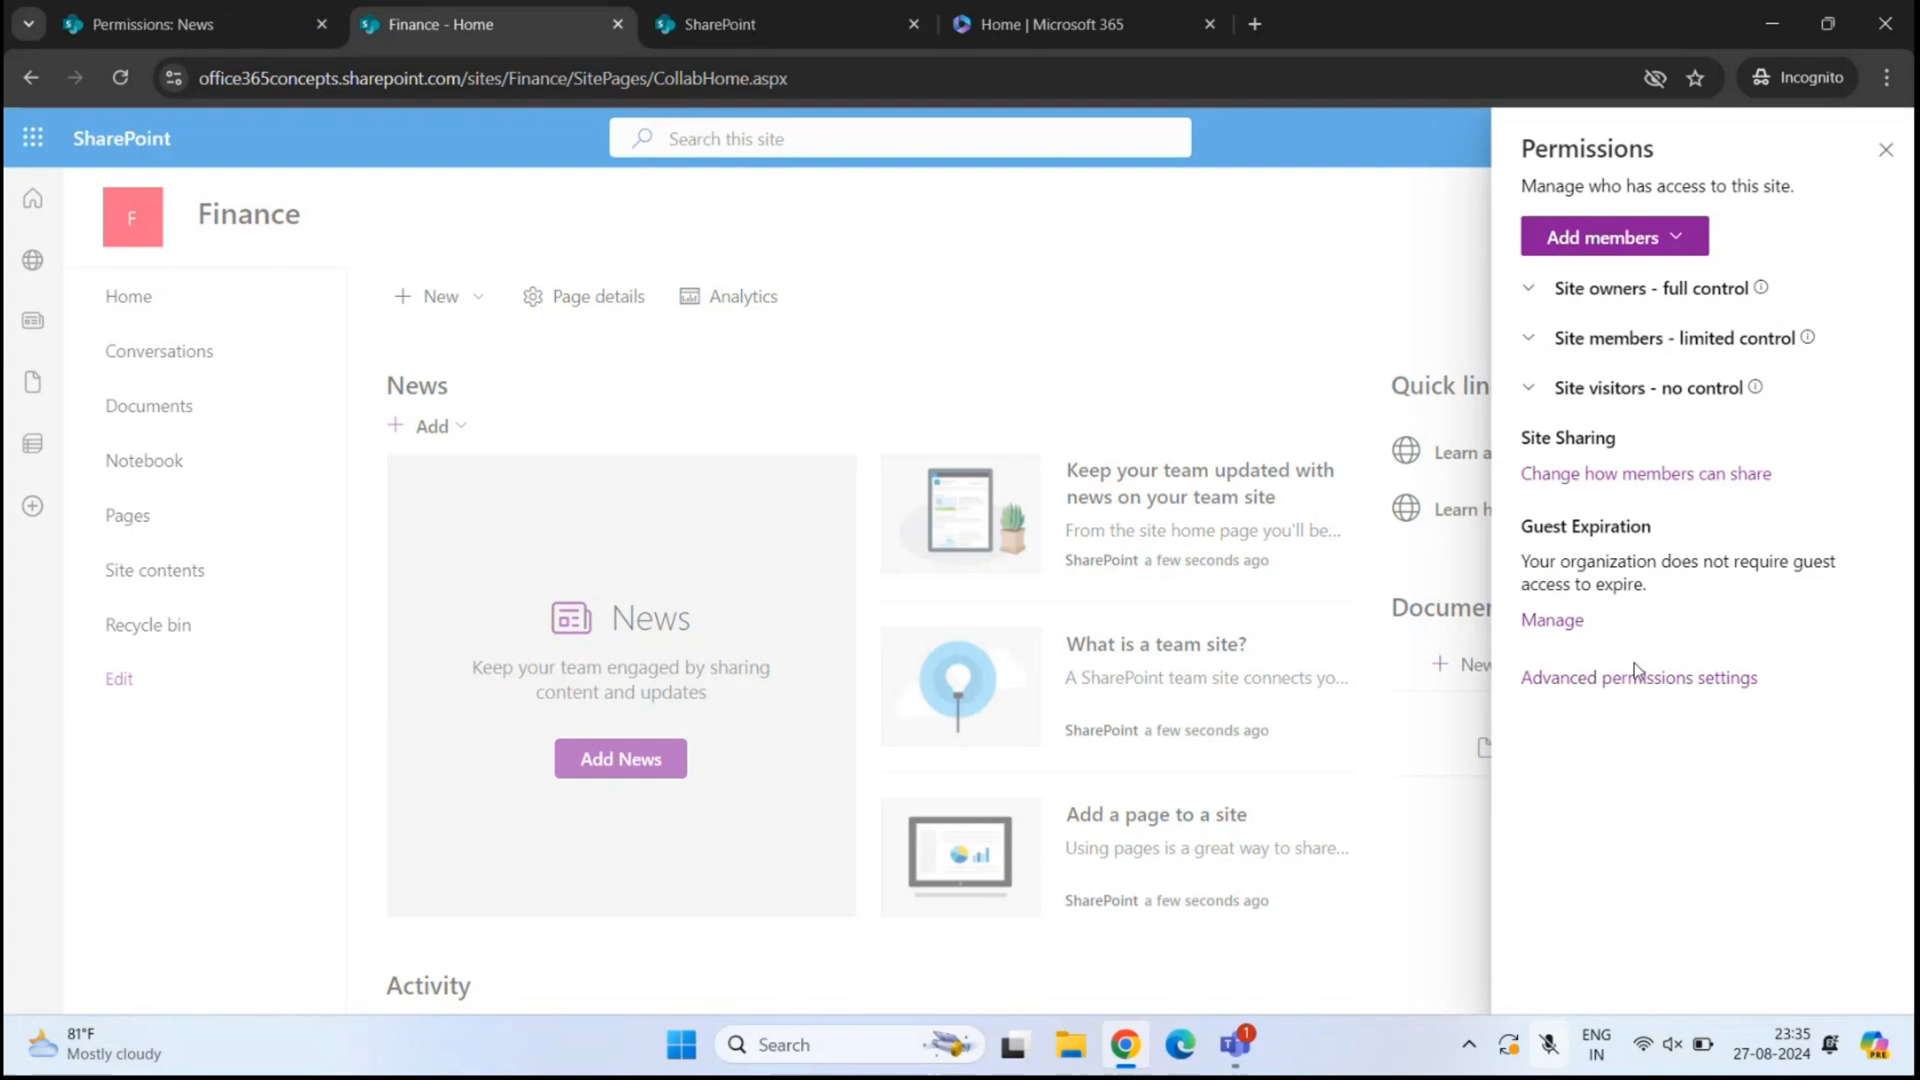 Permissions: News
Finance - Home
SharePoint
Home | Microsoft 365
office365concepts.sharepoint.com/sites/Finance/SitePages/CollabHome.aspx
Incognito
SharePoint
Search this site
F
Finance
Home
Conversations
Documents
Notebook
Pages
Site contents
Recycle bin
Edit
New
Page details
Analytics
News
Add
News
Keep your team engaged by sharing
content and updates
Add News
Keep your team updated with
news on your team site
From the site home page you'll be...
SharePoint a few seconds ago
What is a team site?
A SharePoint team site connects yo...
SharePoint a few seconds ago
Add a page to a site
Using pages is a great way to share...
SharePoint a few seconds ago
Quick lin
Learn a
Learn h
Documen
New
Activity
Permissions
Manage who has access to this site.
Add members
Site owners - full control
Site members - limited control
Site visitors - no control
Site Sharing
Change how members can share
Guest Expiration
Your organization does not require guest
access to expire.
Manage
Advanced permissions settings
81°F
Mostly cloudy
Search
1
ENG
IN
23:35
27-08-2024
PRE